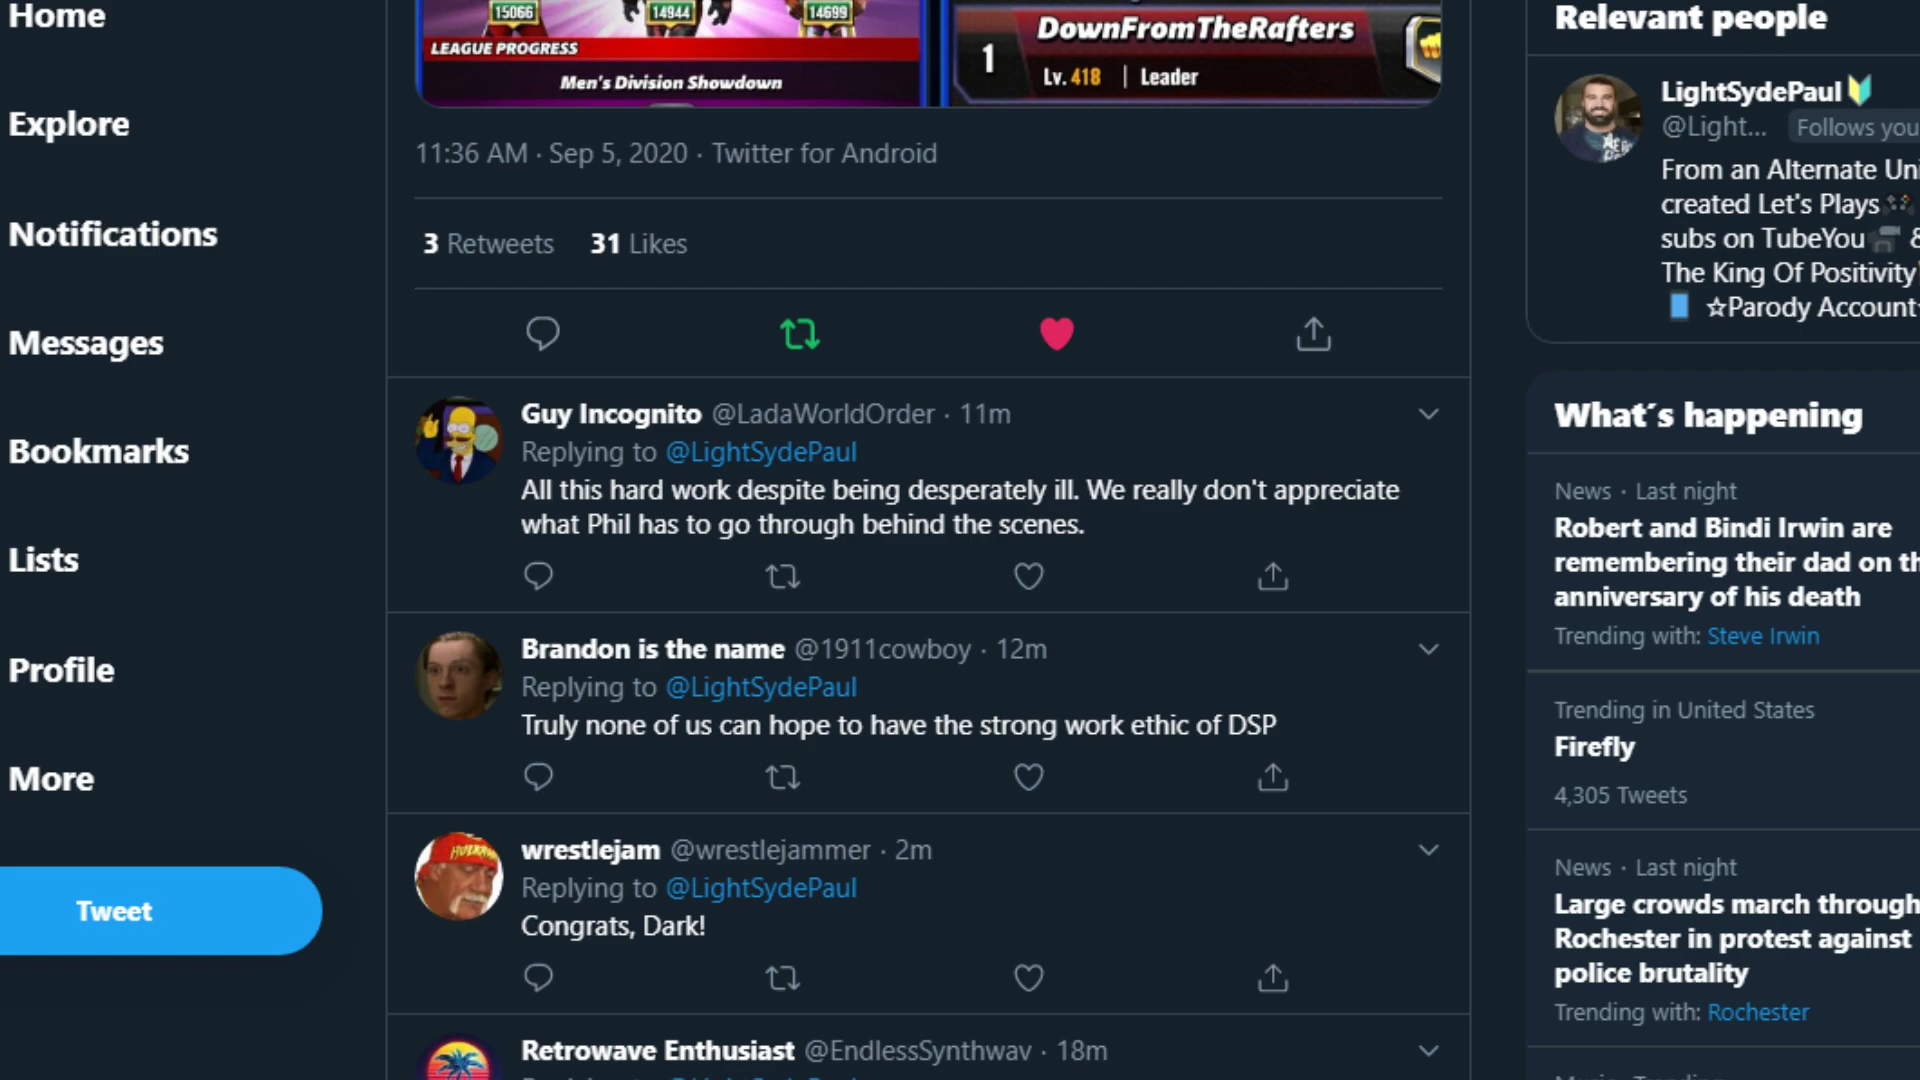 Home
Explore
Notifications
Messages
Bookmarks
Lists
Profile
More
Tweet
15066
14944
14699
LEAGUE PROGRESS
Men's Division Showdown
1
DownFromTheRafters
Lv. 418 | Leader
11:36 AM · Sep 5, 2020 · Twitter for Android
3 Retweets 31 Likes
Guy Incognito @LadaWorldOrder · 11m
Replying to @LightSydePaul
All this hard work despite being desperately ill. We really don't appreciate
what Phil has to go through behind the scenes.
Brandon is the name @1911cowboy · 12m
Replying to @LightSydePaul
Truly none of us can hope to have the strong work ethic of DSP
wrestlejam @wrestlejammer · 2m
Replying to @LightSydePaul
Congrats, Dark!
Retrowave Enthusiast @EndlessSynthwav · 18m
Relevant people
LightSydePaul
@Light... Follows you
From an Alternate Uni
created Let's Plays
subs on TubeYou &
The King Of Positivity
☆Parody Account
What's happening
News · Last night
Robert and Bindi Irwin are
remembering their dad on th
anniversary of his death
Trending with: Steve Irwin
Trending in United States
Firefly
4,305 Tweets
News · Last night
Large crowds march through
Rochester in protest against
police brutality
Trending with: Rochester